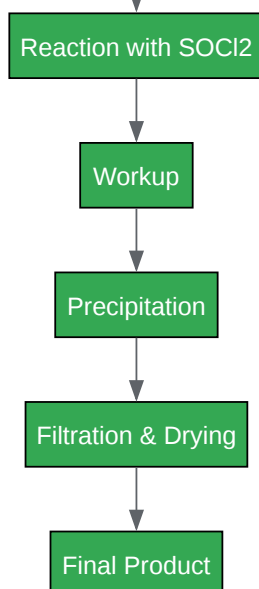 Reaction with SOCl2
Workup
Precipitation
Filtration & Drying
Final Product